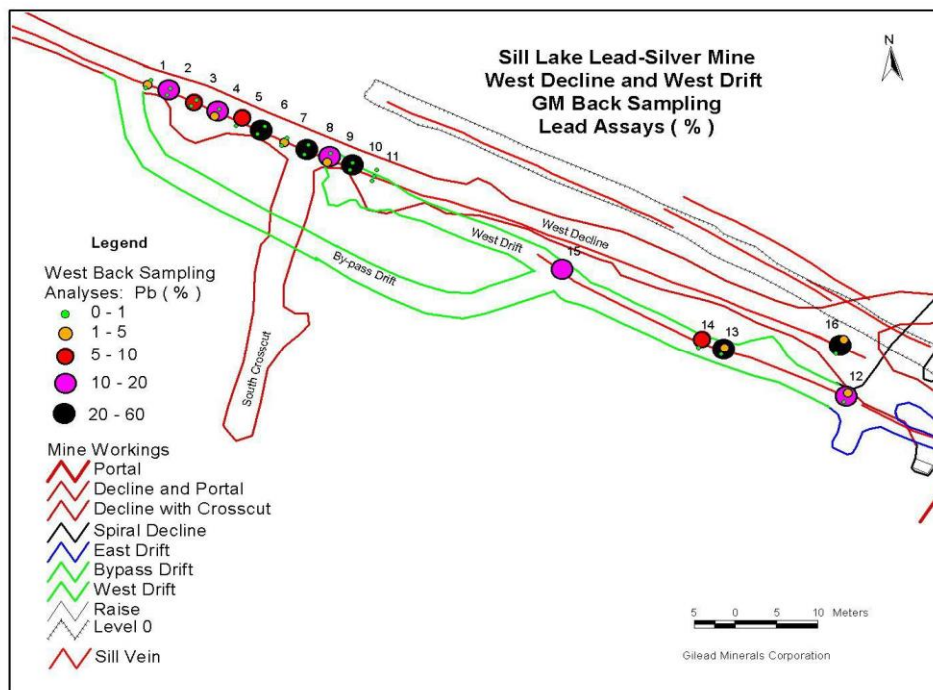 Sill Lake Lead-Silver Mine
West Decline and West Drift
GM Back Sampling
Lead Assays ( % )
N
1
2
3
4
5
6
7
8
9
10
11
West Decline
West Drift
15
By-pass Drift
South Crosscut
14
13
16
12
Legend
West Back Sampling
Analyses: Pb ( % )
0 - 1
1 - 5
5 - 10
10 - 20
20 - 60
Mine Workings
Portal
Decline and Portal
Decline with Crosscut
Spiral Decline
East Drift
Bypass Drift
West Drift
Raise
Level 0
Sill Vein
5 0 5 10 Meters
Gilead Minerals Corporation